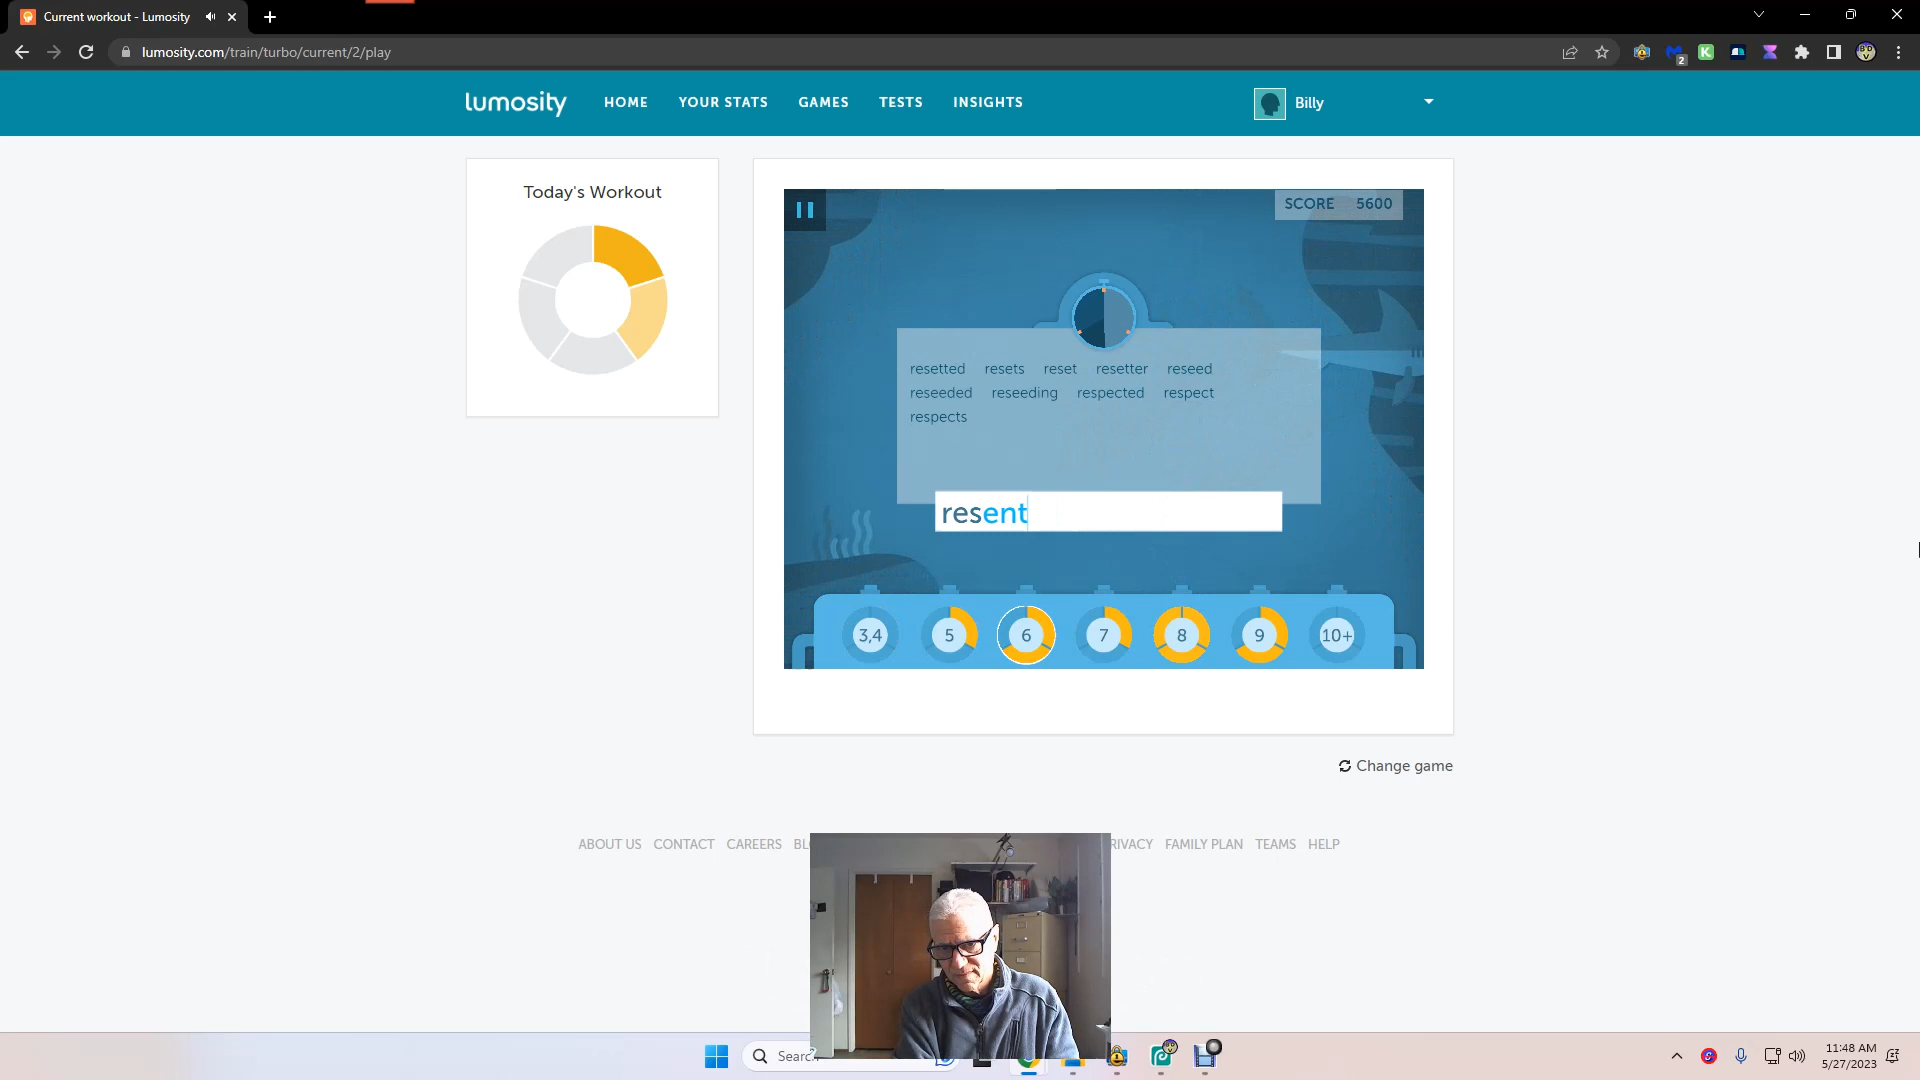 Current workout - Lumosity
lumosity.com/train/turbo/current/2/play
2
lumosity HOME YOUR STATS GAMES TESTS INSIGHTS Billy
Today's Workout
SCORE 5600
resetted resets reset resetter reseed
reseeded reseeding respected respect
respects
resent
3,4 5 6 7 8 9 10+
Change game
ABOUT US CONTACT CAREERS FAMILY PLAN TEAMS HELP
11:48 AM
5/27/2023